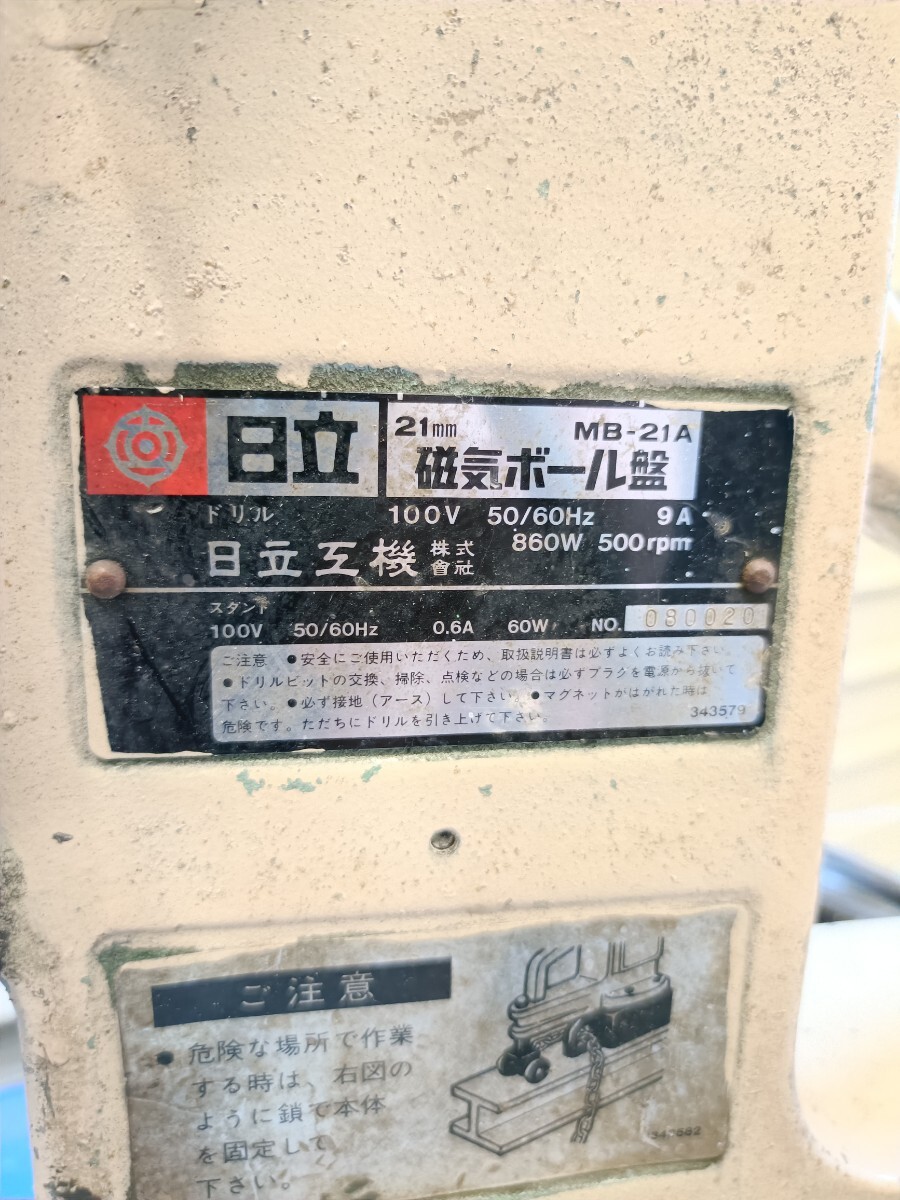 日立
21mm MB-21A
磁気ボール盤
ドリル 100V 50/60Hz 9A
860W 500rpm
日立工機 株式會社
スタンド
100V 50/60Hz 0.6A 60W NO. 080020
ご注意 ●安全にご使用いただくため、取扱説明書は必ずよくお読み下さい。
●ドリルビットの交換、掃除、点検などの場合は必ずプラグを電源から抜いて
下さい。●必ず接地(アース)して下さい。●マグネットがはがれた時は
危険です。ただちにドリルを引き上げて下さい。 343579
ご注意
●危険な場所で作業
する時は、右図の
ように鎖で本体
を固定して
下さい。